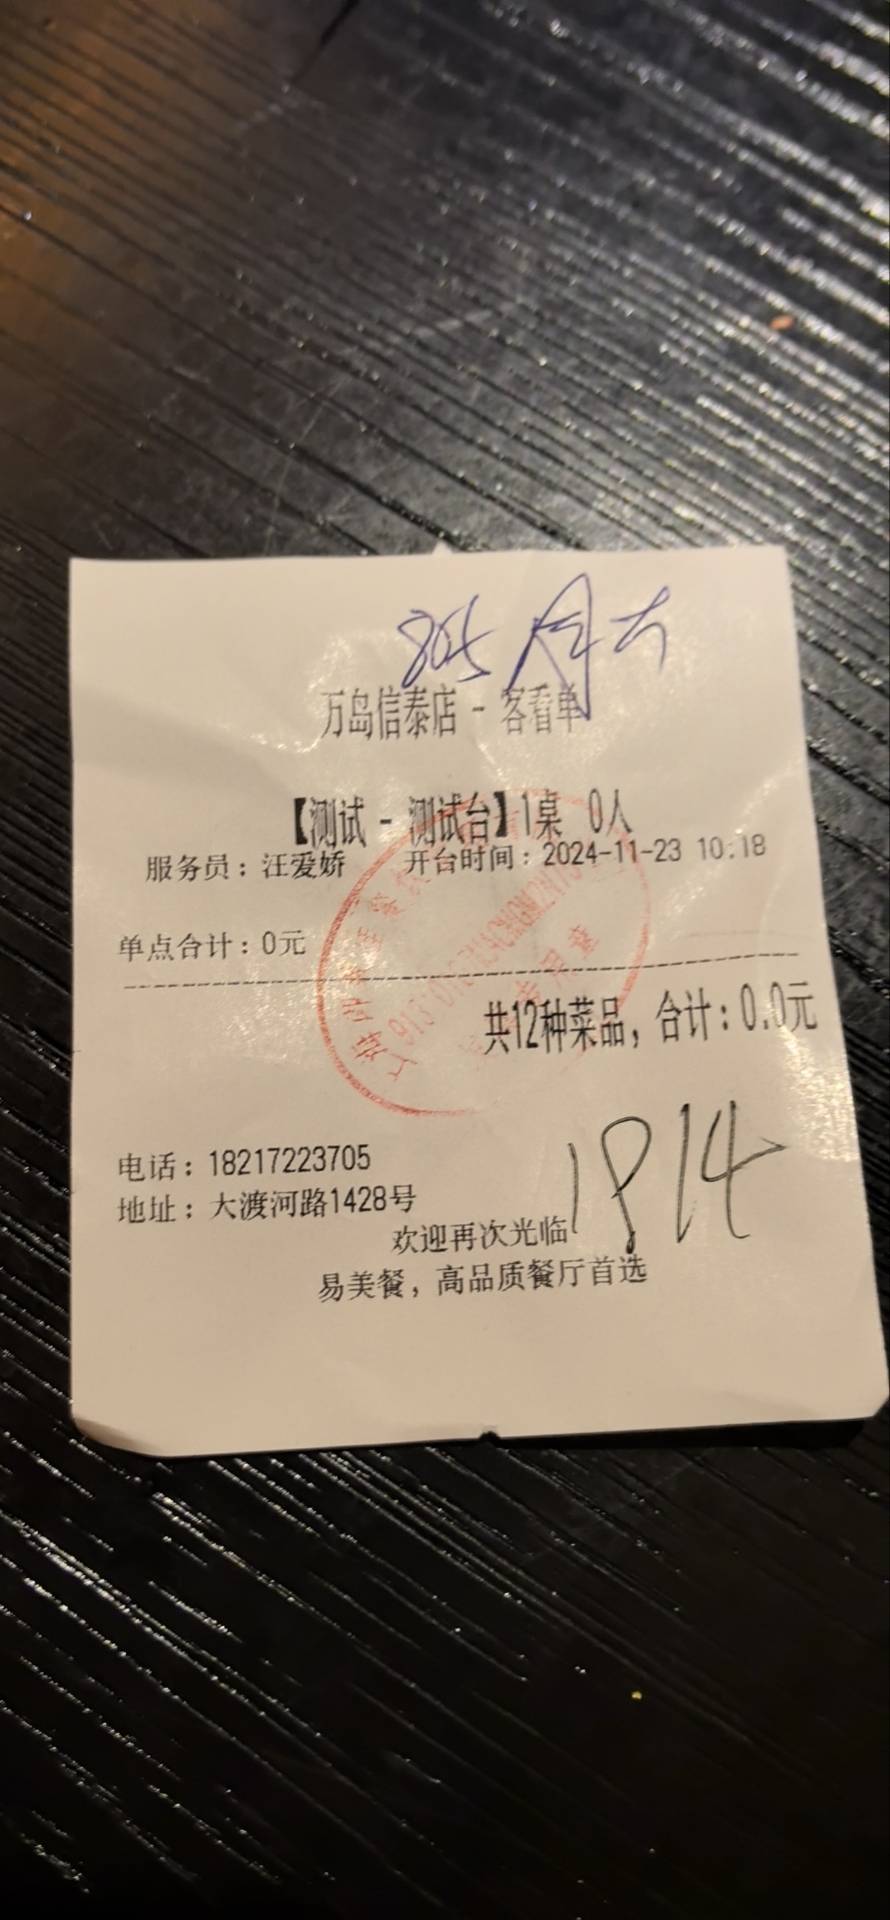 805
万岛信泰店 - 客看单
【测试 - 测试台】1桌 0人
服务员：汪爱娇 开台时间：2024-11-23 10:18
单点合计：0元
共12种菜品，合计：0.0元
1914
电话：18217223705
地址：大渡河路1428号
欢迎再次光临
易美餐，高品质餐厅首选